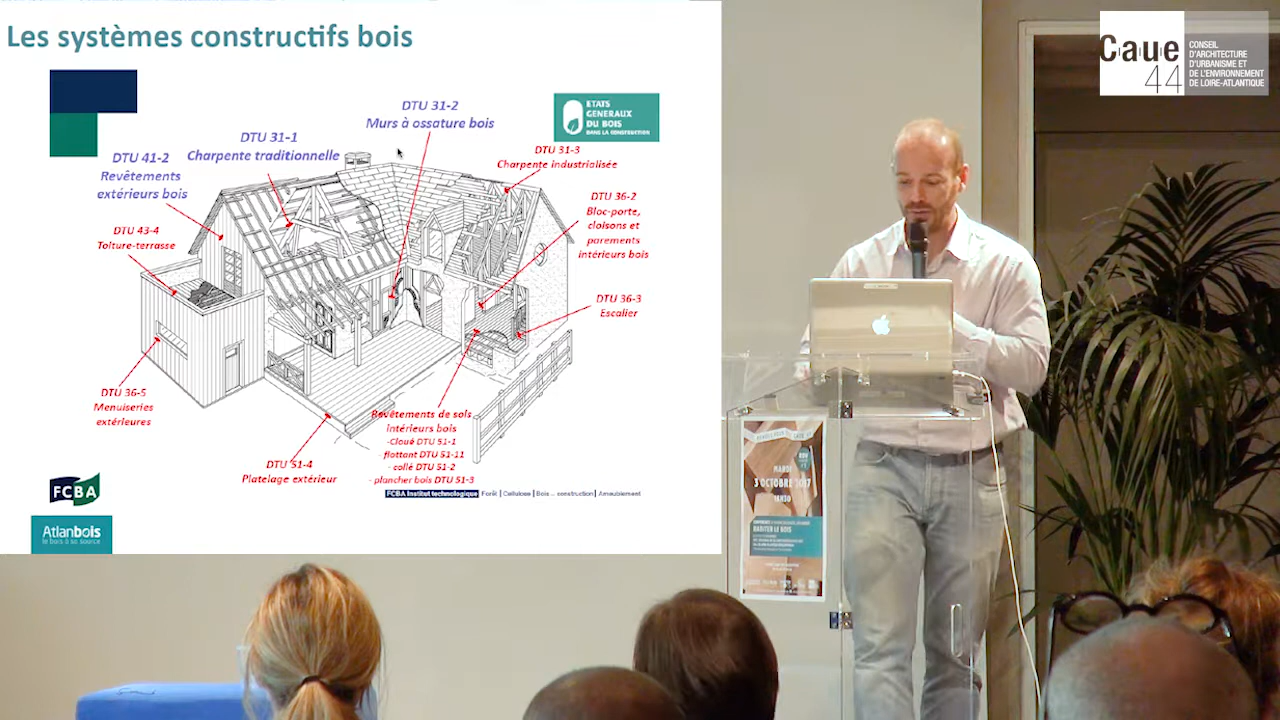 Les systèmes constructifs bois
ETATS
GENERAUX
DU BOIS
DANS LA CONSTRUCTION
DTU 31-2
Murs à ossature bois
DTU 31-1
Charpente traditionnelle
DTU 41-2
Revêtements
extérieurs bois
DTU 43-4
Toiture-terrasse
DTU 31-3
Charpente industrialisée
DTU 36-2
Bloc-porte,
cloisons et
parements
intérieurs bois
DTU 36-3
Escalier
DTU 36-5
Menuiseries
extérieures
DTU 51-4
Platelage extérieur
Revêtements de sols
intérieurs bois
-Cloué DTU 51-1
- flottant DTU 51-11
- collé DTU 51-2
- plancher bois DTU 51-3
FCBA Institut technologique Forêt | Cellulose | Bois – construction | Ameublement
FCBA
Atlanbois
le bois à sa source
Caue
44
CONSEIL
D'ARCHITECTURE
D'URBANISME ET
DE L'ENVIRONNEMENT
DE LOIRE-ATLANTIQUE
MARDI
3 OCTOBRE 2017
18H30
HABITER LE BOIS